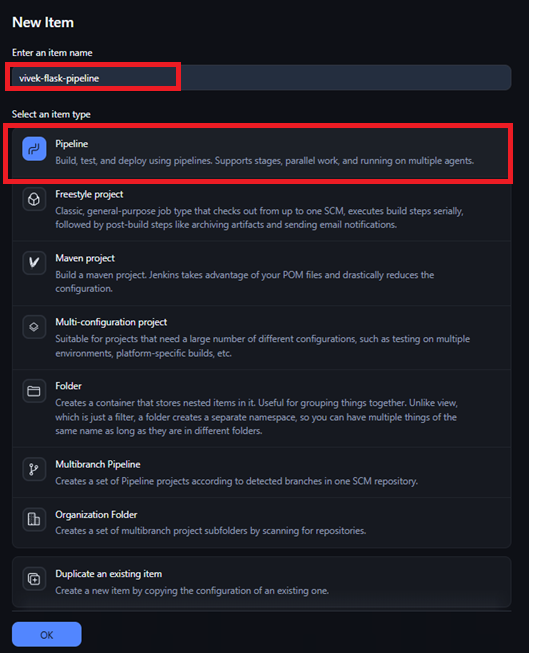 New Item
Enter an item name
vivek-flask-pipeline
Select an item type
Pipeline
Build, test, and deploy using pipelines. Supports stages, parallel work, and running on multiple agents.
Freestyle project
Classic, general-purpose job type that checks out from up to one SCM, executes build steps serially,
followed by post-build steps like archiving artifacts and sending email notifications.
Maven project
Build a maven project. Jenkins takes advantage of your POM files and drastically reduces the
configuration.
Multi-configuration project
Suitable for projects that need a large number of different configurations, such as testing on multiple
environments, platform-specific builds, etc.
Folder
Creates a container that stores nested items in it. Useful for grouping things together. Unlike view,
which is just a filter, a folder creates a separate namespace, so you can have multiple things of the
same name as long as they are in different folders.
Multibranch Pipeline
Creates a set of Pipeline projects according to detected branches in one SCM repository.
Organization Folder
Creates a set of multibranch project subfolders by scanning for repositories.
Duplicate an existing item
Create a new item by copying the configuration of an existing one.
OK